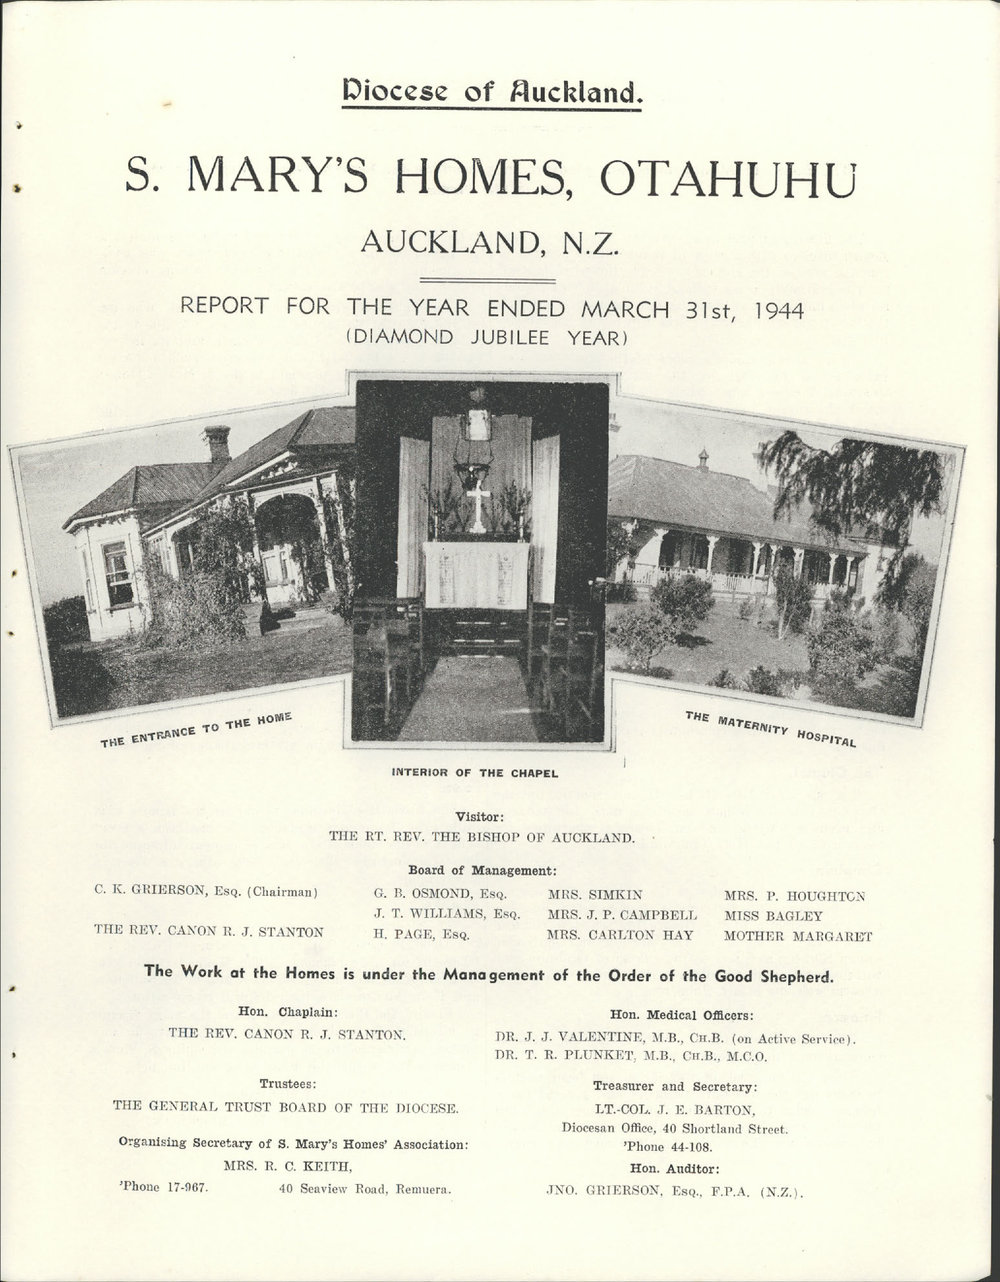 Diocese of Auckland.
S. MARY'S HOMES, OTAHUHU
AUCKLAND, N.Z.
REPORT FOR THE YEAR ENDED MARCH 31st, 1944
(DIAMOND JUBILEE YEAR)
THE ENTRANCE TO THE HOME
INTERIOR OF THE CHAPEL
THE MATERNITY HOSPITAL
Visitor:
THE RT. REV. THE BISHOP OF AUCKLAND.
Board of Management:
C. K. GRIERSON, Esq. (Chairman)
THE REV. CANON R. J. STANTON
G. B. OSMOND, Esq.
J. T. WILLIAMS, Esq.
H. PAGE, Esq.
MRS. SIMKIN
MRS. J. P. CAMPBELL
MRS. CARLTON HAY
MRS. P. HOUGHTON
MISS BAGLEY
MOTHER MARGARET
The Work at the Homes is under the Management of the Order of the Good Shepherd.
Hon. Chaplain:
THE REV. CANON R. J. STANTON.
Hon. Medical Officers:
DR. J. J. VALENTINE, M.B., CH.B. (on Active Service).
DR. T. R. PLUNKET, M.B., CH.B., M.C.O.
Trustees:
THE GENERAL TRUST BOARD OF THE DIOCESE.
Treasurer and Secretary:
LT.-COL. J. E. BARTON,
Diocesan Office, 40 Shortland Street.
'Phone 44-108.
Organising Secretary of S. Mary's Homes' Association:
MRS. R. C. KEITH,
'Phone 17-967. 40 Seaview Road, Remuera.
Hon. Auditor:
JNO. GRIERSON, Esq., F.P.A. (N.Z.).